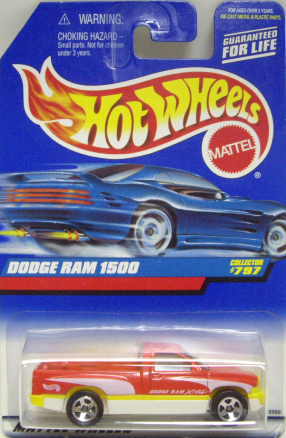 ⚠ WARNING:
CHOKING HAZARD –
Small parts. Not for children
under 3 years.
FOR AGES OVER 3 YEARS.
DIE CAST METAL & PLASTIC PARTS.
GUARANTEED
FOR LIFE
HOT WHEELS
MATTEL
®
DODGE RAM 1500
COLLECTOR
#797
DODGE RAM